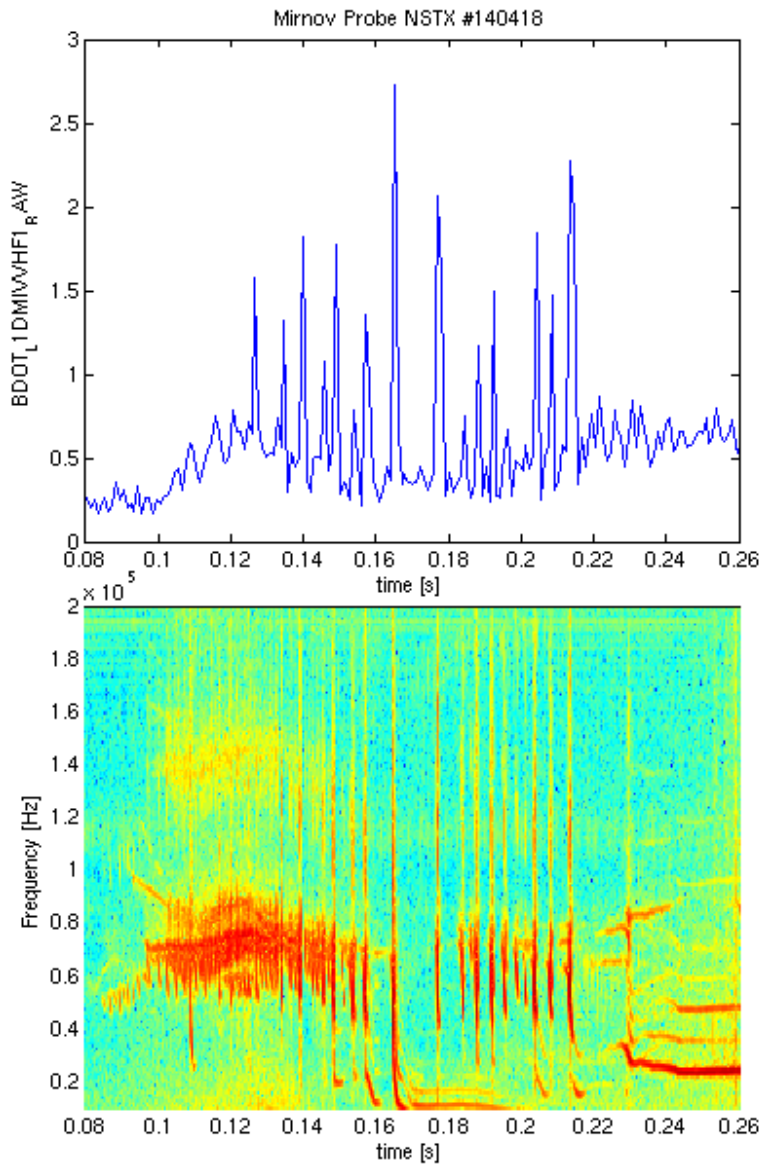 Mirnov Probe NSTX #140418
BDOT_L1DMIVVHF1_RAW
3
2.5
2
1.5
1
0.5
0
0.08 0.1 0.12 0.14 0.16 0.18 0.2 0.22 0.24 0.26
time [s]
× 10^5
Frequency [Hz]
2
1.8
1.6
1.4
1.2
1
0.8
0.6
0.4
0.2
0.08 0.1 0.12 0.14 0.16 0.18 0.2 0.22 0.24 0.26
time [s]